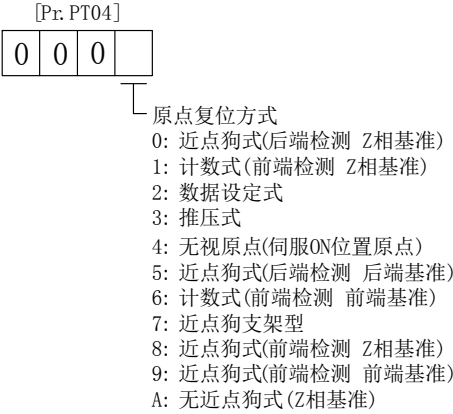 [Pr.PT04]
0 0 0
原点复位方式
0: 近点狗式(后端检测 Z相基准)
1: 计数式(前端检测 Z相基准)
2: 数据设定式
3: 推压式
4: 无视原点(伺服ON位置原点)
5: 近点狗式(后端检测 后端基准)
6: 计数式(前端检测 前端基准)
7: 近点狗支架型
8: 近点狗式(前端检测 Z相基准)
9: 近点狗式(前端检测 前端基准)
A: 无近点狗式(Z相基准)